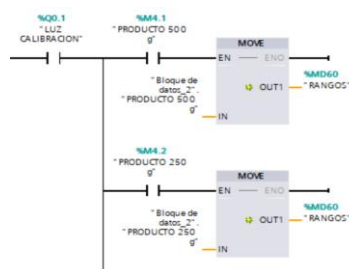 %Q0.1
"LUZ
CALIBRACION"
%M4.1
"PRODUCTO 500
g"
MOVE
EN
ENO
"Bloque de
datos_2".
"PRODUCTO 500
g"
IN
OUT1
%MD60
"RANGOS"
%M4.2
"PRODUCTO 250
g"
MOVE
EN
ENO
"Bloque de
datos_2".
"PRODUCTO 250
g"
IN
OUT1
%MD60
"RANGOS"